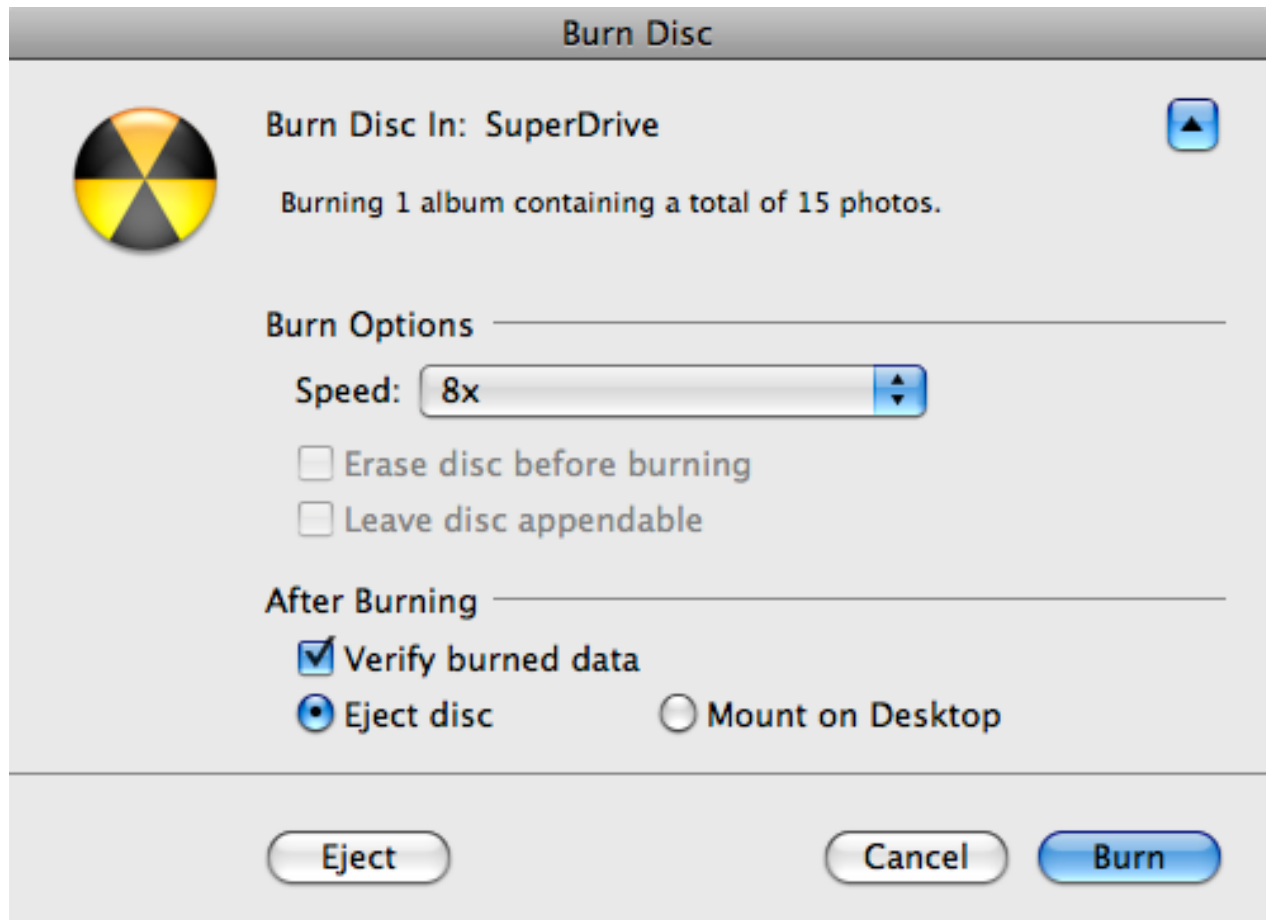 Burn Disc
Burn Disc In: SuperDrive
Burning 1 album containing a total of 15 photos.
Burn Options
Speed: 8x
Erase disc before burning
Leave disc appendable
After Burning
Verify burned data
Eject disc Mount on Desktop
Eject Cancel Burn